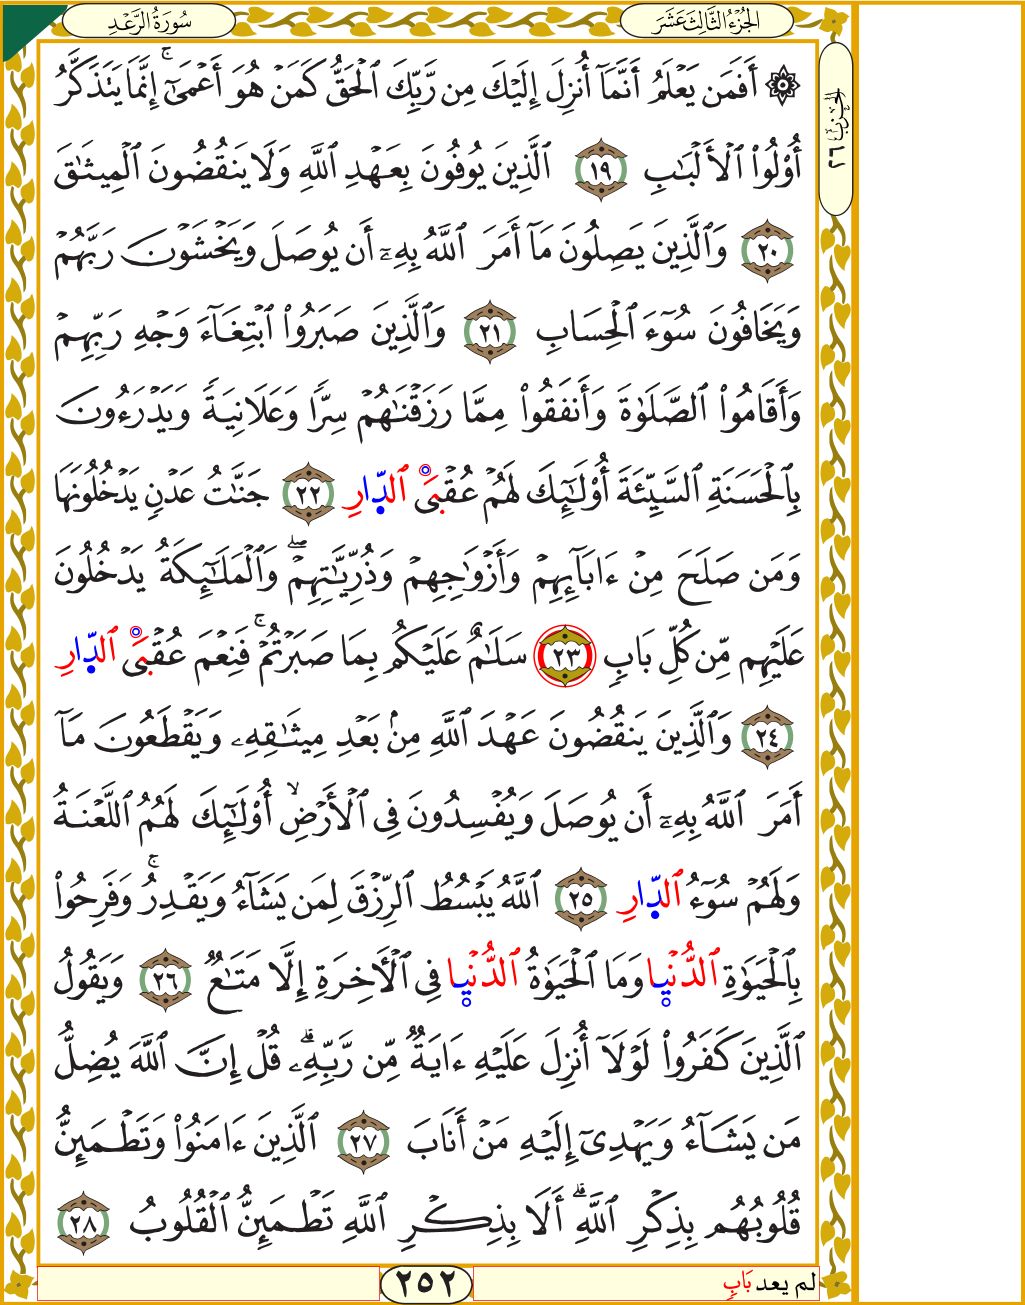 سُورَةُ الرَّعْدِ
الجُزْءُ الثَّالِثَ عَشَرَ
الحزب ٢٦
۞ أَفَمَن يَعْلَمُ أَنَّمَآ أُنزِلَ إِلَيْكَ مِن رَّبِّكَ ٱلْحَقُّ كَمَنْ هُوَ أَعْمَىٰٓ ۚ إِنَّمَا يَتَذَكَّرُ
أُو۟لُوا۟ ٱلْأَلْبَـٰبِ ١٩ ٱلَّذِينَ يُوفُونَ بِعَهْدِ ٱللَّهِ وَلَا يَنقُضُونَ ٱلْمِيثَـٰقَ
٢٠ وَٱلَّذِينَ يَصِلُونَ مَآ أَمَرَ ٱللَّهُ بِهِۦٓ أَن يُوصَلَ وَيَخْشَوْنَ رَبَّهُمْ
وَيَخَافُونَ سُوٓءَ ٱلْحِسَابِ ٢١ وَٱلَّذِينَ صَبَرُوا۟ ٱبْتِغَآءَ وَجْهِ رَبِّهِمْ
وَأَقَامُوا۟ ٱلصَّلَوٰةَ وَأَنفَقُوا۟ مِمَّا رَزَقْنَـٰهُمْ سِرًّا وَعَلَانِيَةً وَيَدْرَءُونَ
بِٱلْحَسَنَةِ ٱلسَّيِّئَةَ أُو۟لَـٰٓئِكَ لَهُمْ عُقْبَى ٱلدَّارِ ٢٢ جَنَّـٰتُ عَدْنٍ يَدْخُلُونَهَا
وَمَن صَلَحَ مِنْ ءَابَآئِهِمْ وَأَزْوَٰجِهِمْ وَذُرِّيَّـٰتِهِمْ ۖ وَٱلْمَلَـٰٓئِكَةُ يَدْخُلُونَ
عَلَيْهِم مِّن كُلِّ بَابٍ ٢٣ سَلَـٰمٌ عَلَيْكُم بِمَا صَبَرْتُمْ ۚ فَنِعْمَ عُقْبَى ٱلدَّارِ
٢٤ وَٱلَّذِينَ يَنقُضُونَ عَهْدَ ٱللَّهِ مِنۢ بَعْدِ مِيثَـٰقِهِۦ وَيَقْطَعُونَ مَآ
أَمَرَ ٱللَّهُ بِهِۦٓ أَن يُوصَلَ وَيُفْسِدُونَ فِى ٱلْأَرْضِ ۙ أُو۟لَـٰٓئِكَ لَهُمُ ٱللَّعْنَةُ
وَلَهُمْ سُوٓءُ ٱلدَّارِ ٢٥ ٱللَّهُ يَبْسُطُ ٱلرِّزْقَ لِمَن يَشَآءُ وَيَقْدِرُ ۚ وَفَرِحُوا۟
بِٱلْحَيَوٰةِ ٱلدُّنْيَا وَمَا ٱلْحَيَوٰةُ ٱلدُّنْيَا فِى ٱلْـَٔاخِرَةِ إِلَّا مَتَـٰعٌ ٢٦ وَيَقُولُ
ٱلَّذِينَ كَفَرُوا۟ لَوْلَآ أُنزِلَ عَلَيْهِ ءَايَةٌ مِّن رَّبِّهِۦ ۗ قُلْ إِنَّ ٱللَّهَ يُضِلُّ
مَن يَشَآءُ وَيَهْدِىٓ إِلَيْهِ مَنْ أَنَابَ ٢٧ ٱلَّذِينَ ءَامَنُوا۟ وَتَطْمَئِنُّ
قُلُوبُهُم بِذِكْرِ ٱللَّهِ ۗ أَلَا بِذِكْرِ ٱللَّهِ تَطْمَئِنُّ ٱلْقُلُوبُ ٢٨
لم يعد بَابٍ
٢٥٢